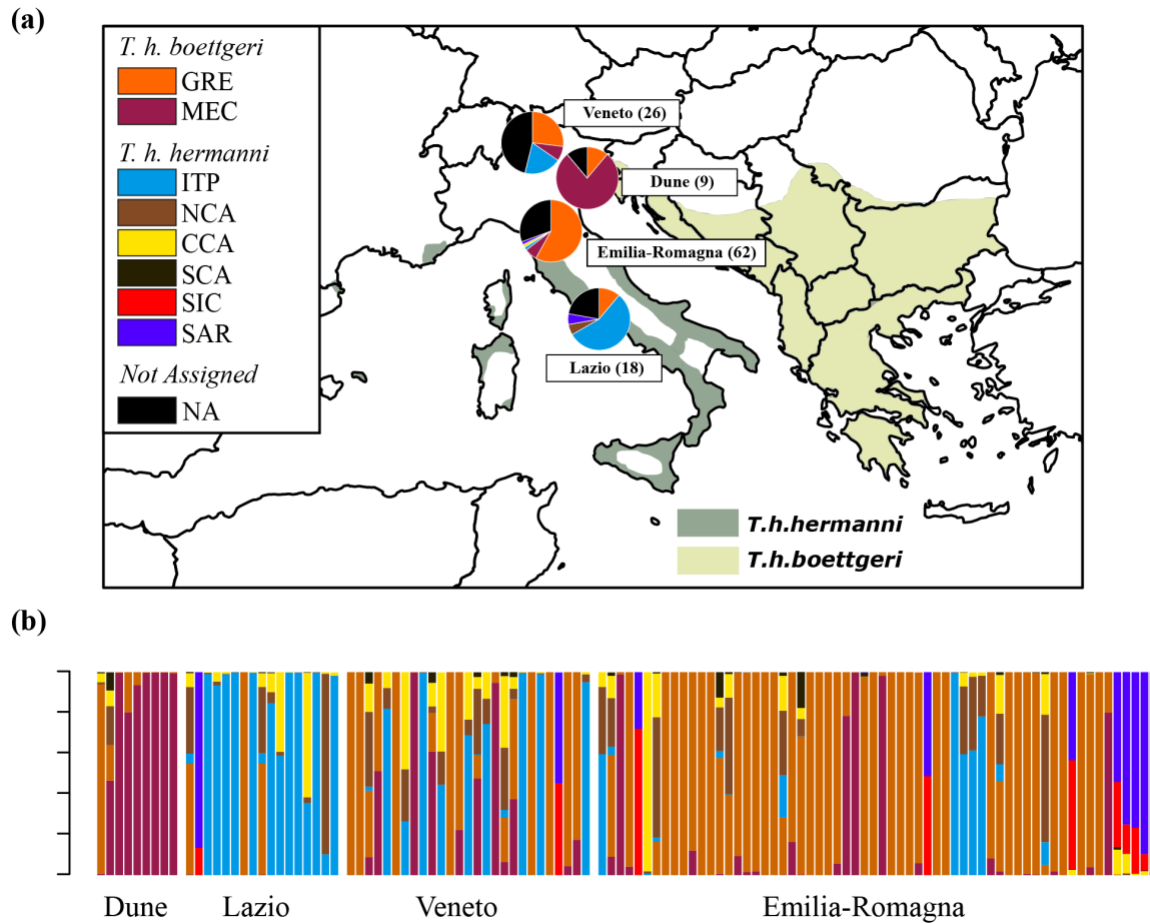 (a)
T. h. boettgeri
GRE
MEC
T. h. hermanni
ITP
NCA
CCA
SCA
SIC
SAR
Not Assigned
NA
Veneto (26)
Dune (9)
Emilia-Romagna (62)
Lazio (18)
T.h.hermanni
T.h.boettgeri
(b)
Dune Lazio Veneto Emilia-Romagna